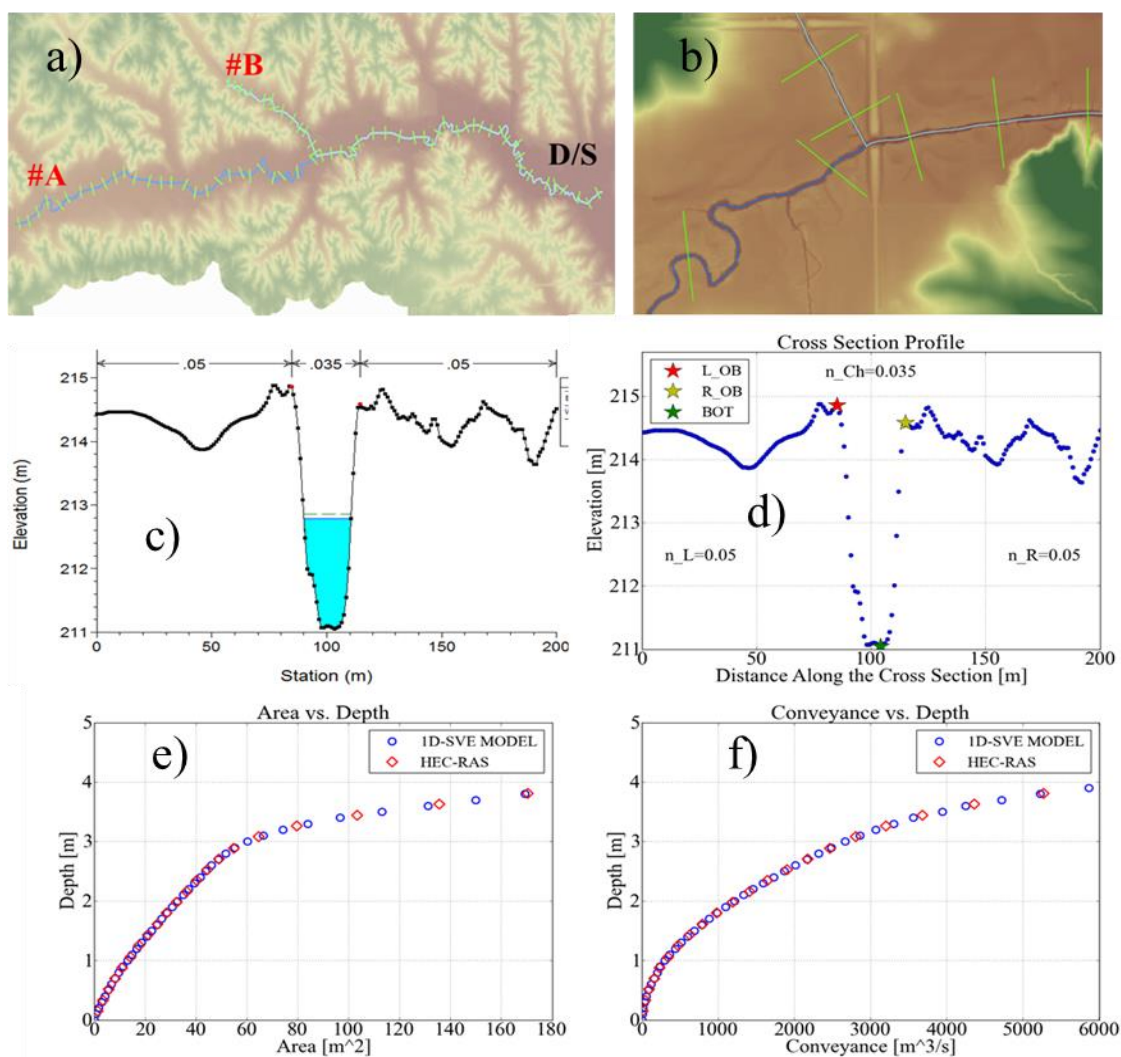 a)
#B
#A
D/S
b)
.05 .035 .05
215
214
213
212
211
Elevation (m)
c)
0 50 100 150 200
Station (m)
Cross Section Profile
L_OB
R_OB
BOT
n_Ch=0.035
215
214
213
212
211
Elevation [m]
d)
n_L=0.05
n_R=0.05
0 50 100 150 200
Distance Along the Cross Section [m]
Area vs. Depth
e)
1D-SVE MODEL
HEC-RAS
5
4
3
2
1
0
Depth [m]
0 20 40 60 80 100 120 140 160 180
Area [m^2]
Conveyance vs. Depth
f)
1D-SVE MODEL
HEC-RAS
5
4
3
2
1
0
Depth [m]
0 1000 2000 3000 4000 5000 6000
Conveyance [m^3/s]